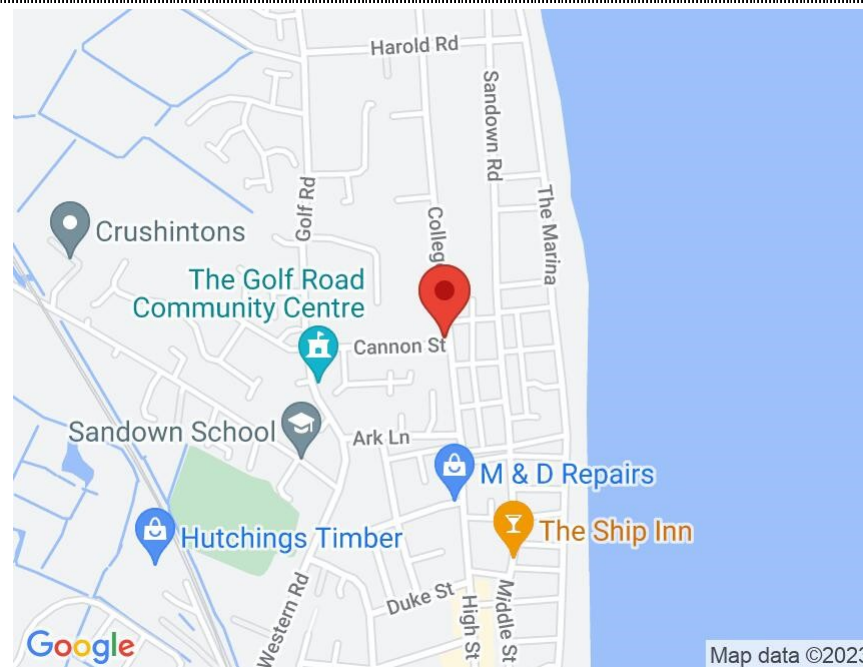 Harold Rd
Sandown Rd
The Marina
Golf Rd
Colleg
Crushintons
The Golf Road
Community Centre
Cannon St
Sandown School
Ark Ln
M & D Repairs
Hutchings Timber
The Ship Inn
Western Rd
Duke St
High St
Middle St
Google
Map data ©202